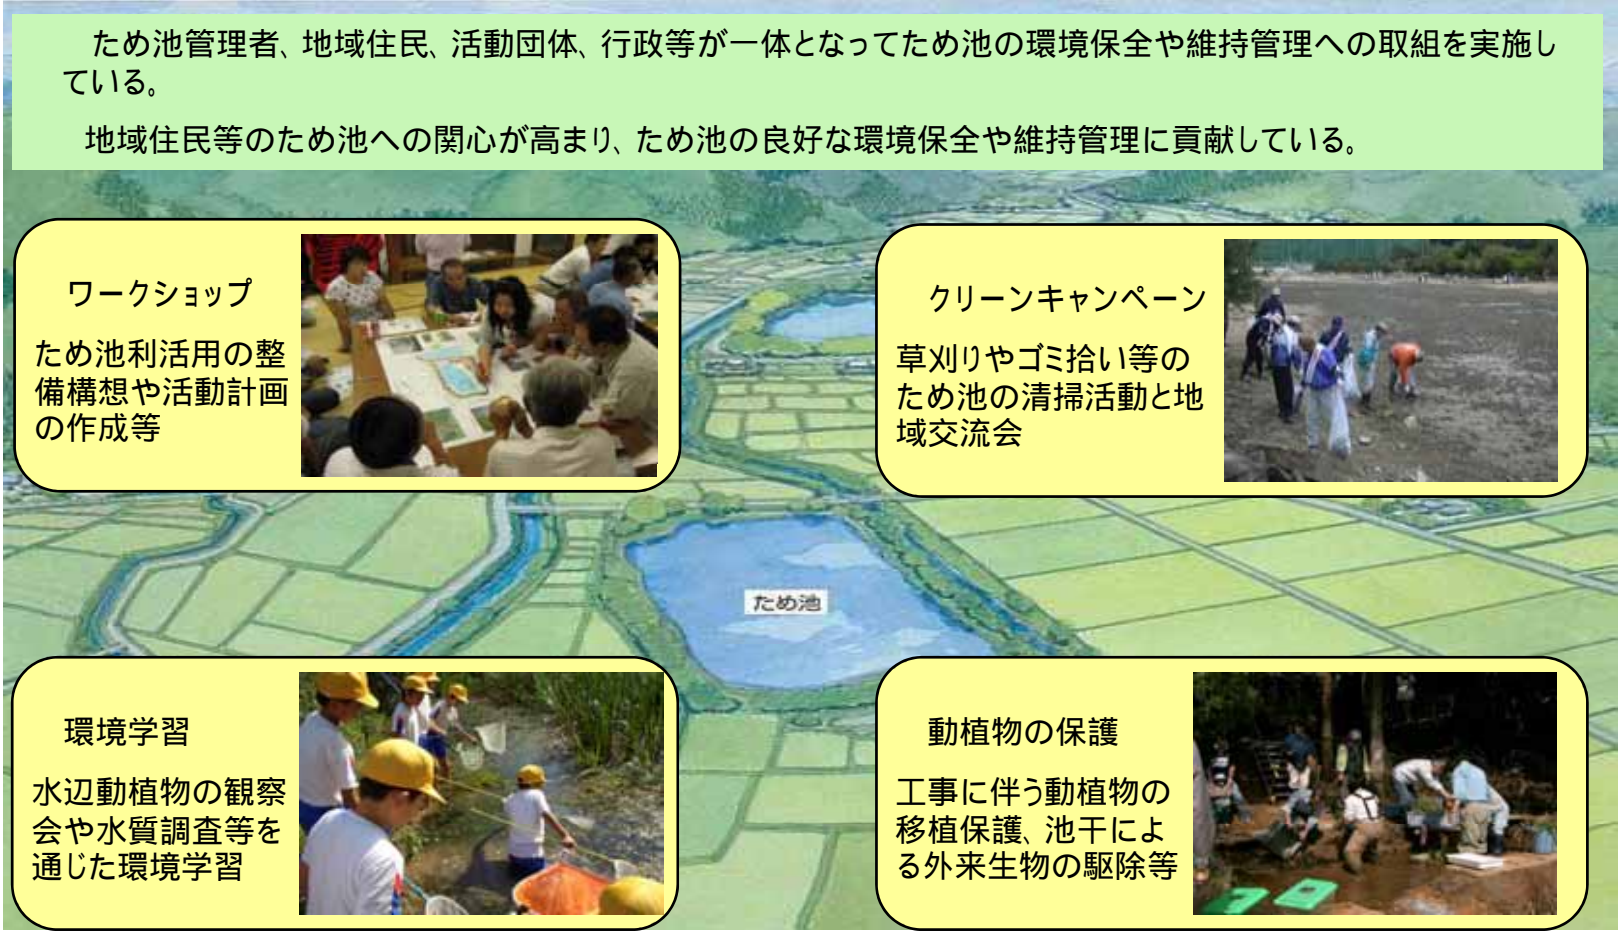 ため池管理者、地域住民、活動団体、行政等が一体となってため池の環境保全や維持管理への取組を実施し
ている。
地域住民等のため池への関心が高まり、ため池の良好な環境保全や維持管理に貢献している。
ワークショップ
ため池利活用の整
備構想や活動計画
の作成等
クリーンキャンペーン
草刈りやゴミ拾い等の
ため池の清掃活動と地
域交流会
ため池
環境学習
水辺動植物の観察
会や水質調査等を
通じた環境学習
動植物の保護
工事に伴う動植物の
移植保護、池干によ
る外来生物の駆除等